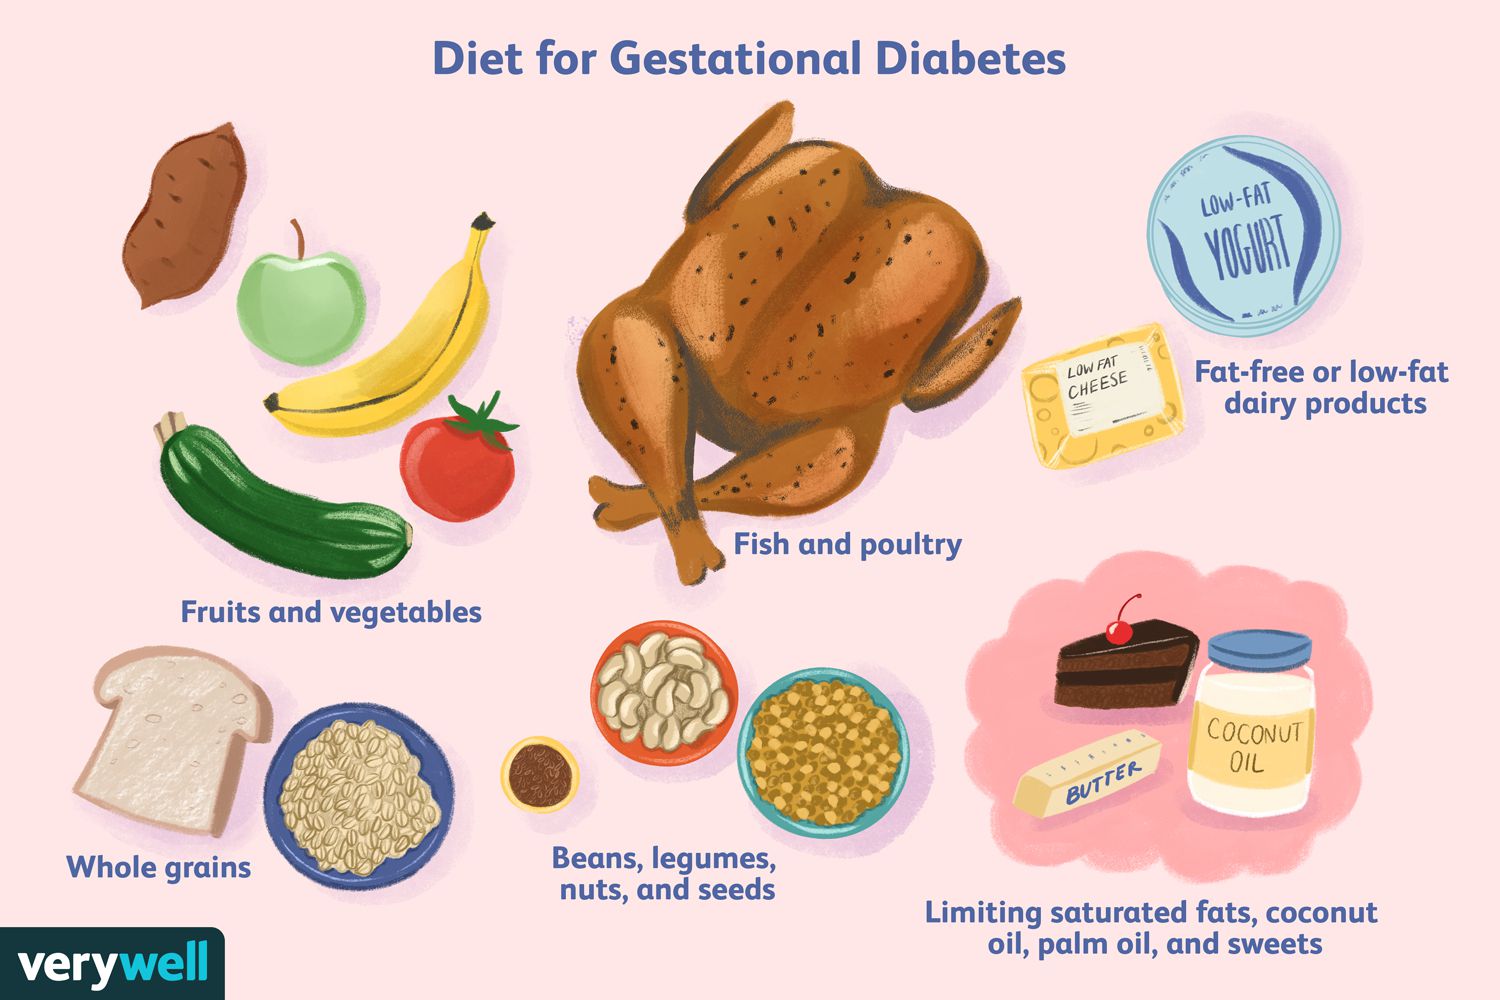 Diet for Gestational Diabetes
LOW-FAT
YOGURT
LOW FAT
CHEESE
Fat-free or low-fat
dairy products
Fish and poultry
Fruits and vegetables
Whole grains
Beans, legumes,
nuts, and seeds
COCONUT
OIL
BUTTER
Limiting saturated fats, coconut
oil, palm oil, and sweets
verywell